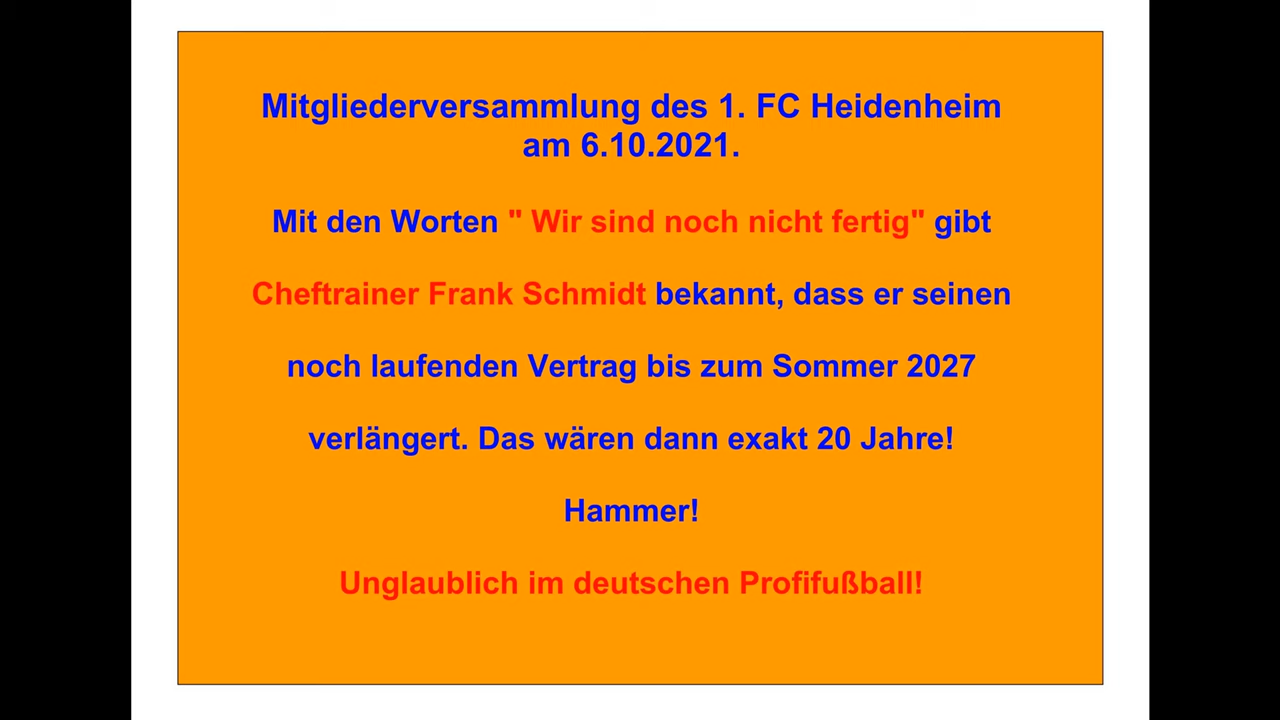 Mitgliederversammlung des 1. FC Heidenheim
am 6.10.2021.
Mit den Worten " Wir sind noch nicht fertig" gibt
Cheftrainer Frank Schmidt bekannt, dass er seinen
noch laufenden Vertrag bis zum Sommer 2027
verlängert. Das wären dann exakt 20 Jahre!
Hammer!
Unglaublich im deutschen Profifußball!